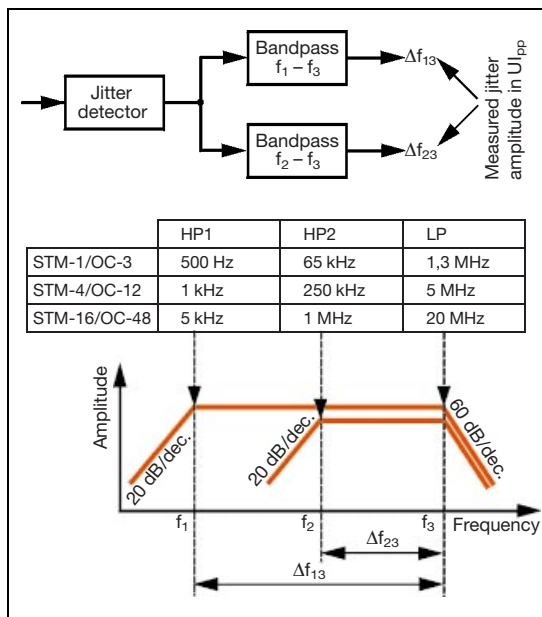 Jitter
detector
Bandpass
f1 – f3
Δf13
Bandpass
f2 – f3
Δf23
Measured jitter
amplitude in UIpp
HP1 HP2 LP
STM-1/OC-3 500 Hz 65 kHz 1,3 MHz
STM-4/OC-12 1 kHz 250 kHz 5 MHz
STM-16/OC-48 5 kHz 1 MHz 20 MHz
Amplitude
20 dB/dec.
20 dB/dec.
60 dB/dec.
f1 f2 f3 Frequency
Δf23
Δf13